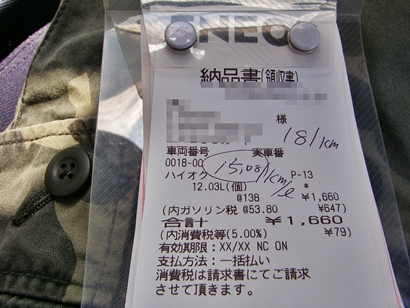 ENEO
納品書(領収書)
様
181km
車両番号 実車番
0018-00
15.08km/ℓ
ハイオク P-13
12.03L(個) *
@138 ¥1,660
(内ガソリン税 @53.80 ¥647)
合計 ¥1,660
(内消費税等(5.00%) ¥79)
有効期限：XX/XX NC ON
支払方法：一括払い
消費税は請求書にてご請求
させて頂きます。